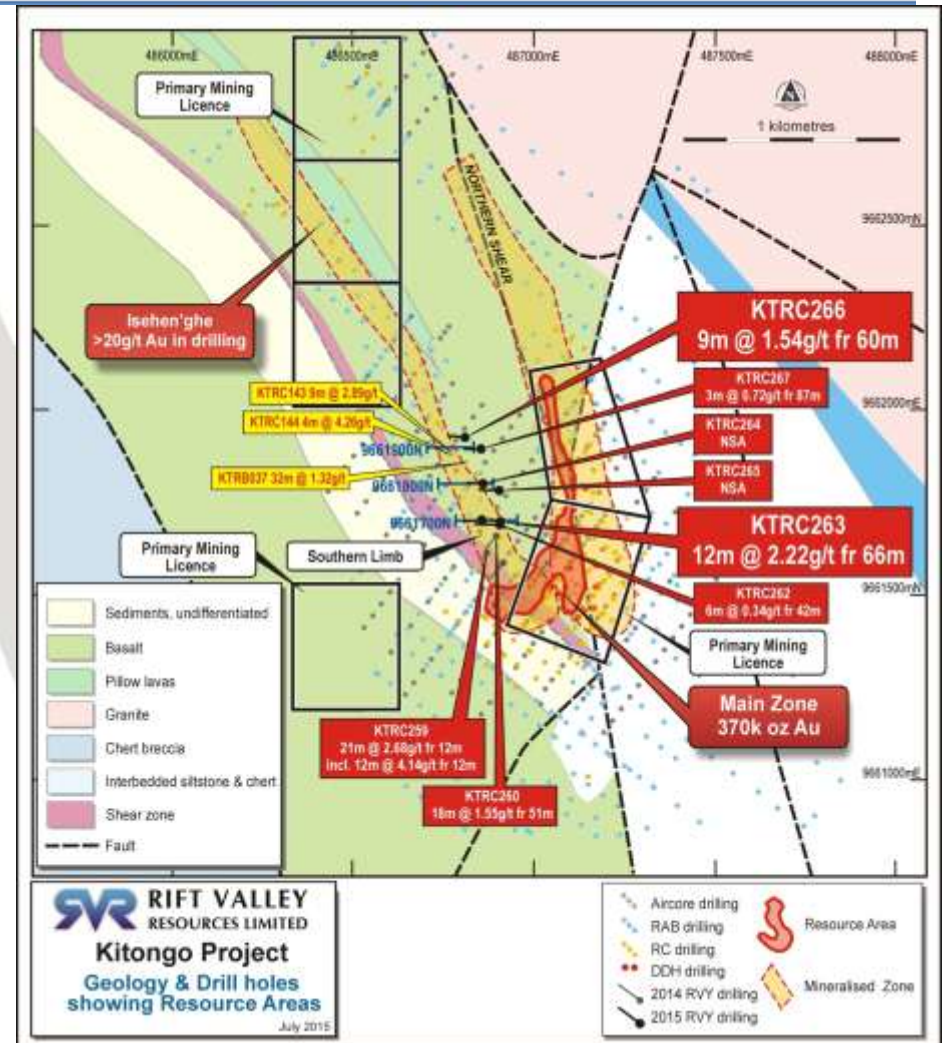 486000mE
486500mE
487000mE
487500mE
488000mE
Primary Mining
Licence
1 kilometres
NORTHERN SHEAR
9662500mN
Isehen'ghe
>20g/t Au in drilling
KTRC266
9m @ 1.54g/t fr 60m
KTRC143 9m @ 2.89g/t
KTRC267
3m @ 0.72g/t fr 87m
9662000mE
KTRC144 4m @ 4.26g/t
KTRC264
NSA
9661900N
KTRB037 32m @ 1.32g/t
KTRC265
NSA
9661800N
KTRC263
12m @ 2.22g/t fr 66m
9661700N
Primary Mining
Licence
Southern Limb
KTRC262
6m @ 0.34g/t fr 42m
9661500mN
Primary Mining
Licence
Main Zone
370k oz Au
KTRC259
21m @ 2.68g/t fr 12m
Incl. 12m @ 4.14g/t fr 12m
9661000mE
KTRC260
18m @ 1.55g/t fr 51m
Sediments, undifferentiated
Basalt
Pillow lavas
Granite
Chert breccia
Interbedded siltstone & chert
Shear zone
Fault
SVR RIFT VALLEY
RESOURCES LIMITED
Kitongo Project
Geology & Drill holes
showing Resource Areas
July 2015
Aircore drilling
RAB drilling
RC drilling
DDH drilling
2014 RVY drilling
2015 RVY drilling
Resource Area
Mineralised Zone